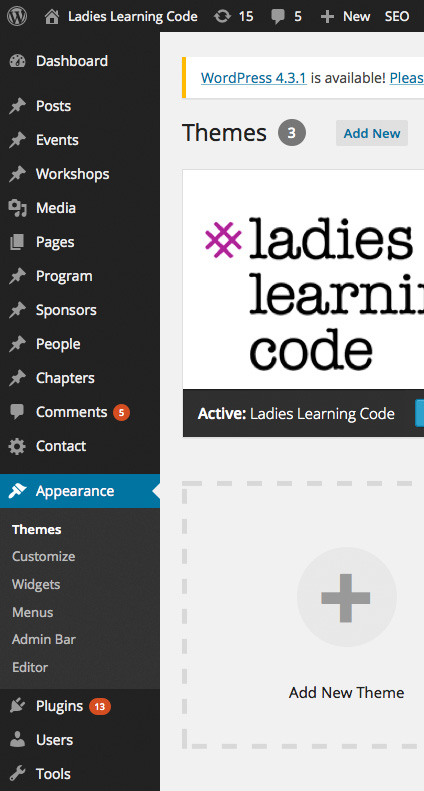 Ladies Learning Code 15 5 New SEO
Dashboard
Posts
Events
Workshops
Media
Pages
Program
Sponsors
People
Chapters
Comments 5
Contact
Appearance
Themes
Customize
Widgets
Menus
Admin Bar
Editor
Plugins 13
Users
Tools
WordPress 4.3.1 is available! Pleas
Themes 3 Add New
ladies
learnin
code
Active: Ladies Learning Code
Add New Theme